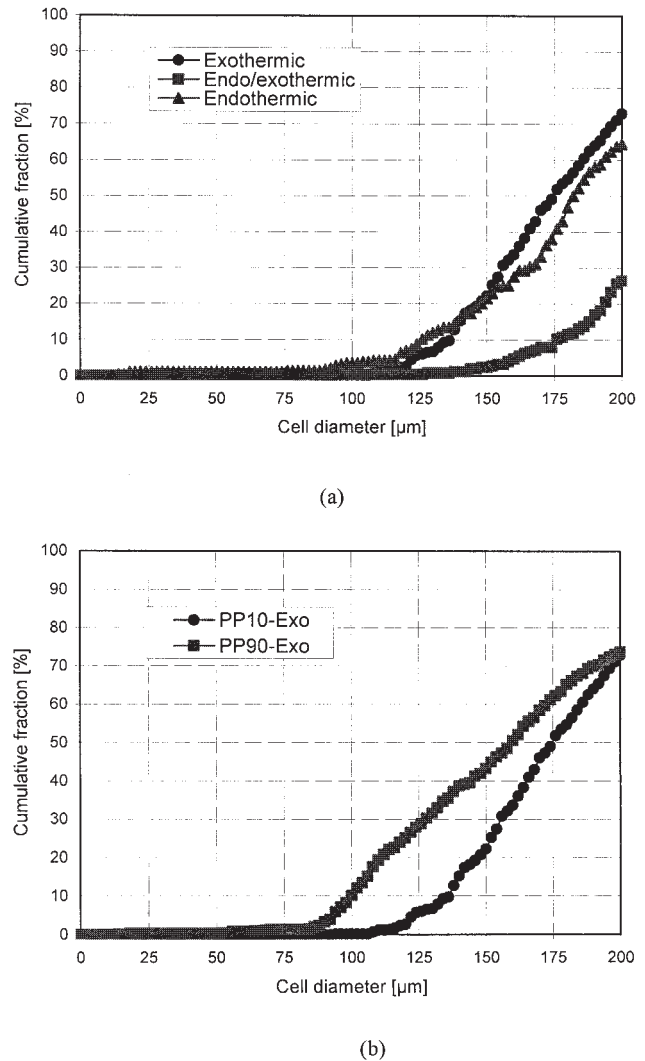 100
90
80
70
60
50
40
30
20
10
0
Cumulative fraction [%]
Exothermic
Endo/exothermic
Endothermic
0 25 50 75 100 125 150 175 200
Cell diameter [µm]
(a)
100
90
80
70
60
50
40
30
20
10
0
Cumulative fraction [%]
PP10-Exo
PP90-Exo
0 25 50 75 100 125 150 175 200
Cell diameter [µm]
(b)